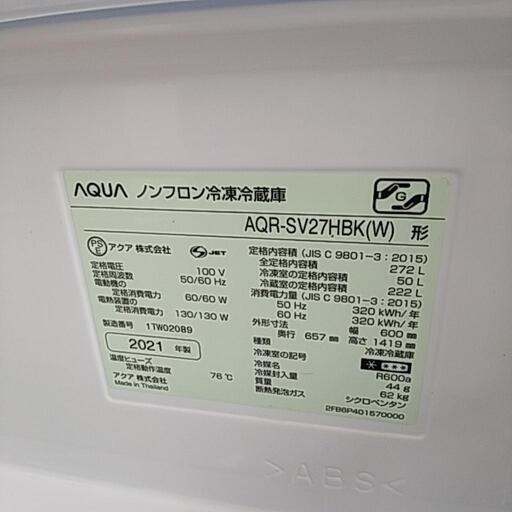 AQUA ノンフロン冷凍冷蔵庫
G
AQR-SV27HBK(W) 形
PS E アクア 株式会社 JET
定格電圧 100 V
定格周波数 50/60 Hz
電動機の
定格消費電力 60/60 W
電熱装置の
定格消費電力 130/130 W
製造番号 1TW02089
2021 年製
温度ヒューズ
定格動作温度 76℃
アクア 株式会社
Made in Thailand
定格内容積 (JIS C 9801-3 : 2015)
全定格内容積 272 L
冷凍室の定格内容積 50 L
冷蔵室の定格内容積 222 L
消費電力量 (JIS C 9801-3 : 2015)
50 Hz 320 kWh/年
60 Hz 320 kWh/年
外形寸法 幅 600 mm
奥行 657 mm 高さ 1419 mm
種類 冷凍冷蔵庫
冷凍室の記号
冷媒名 R600a
冷媒封入量 44 g
質量 62 kg
断熱発泡ガス シクロペンタン
2FB6P401570000
>ABS<